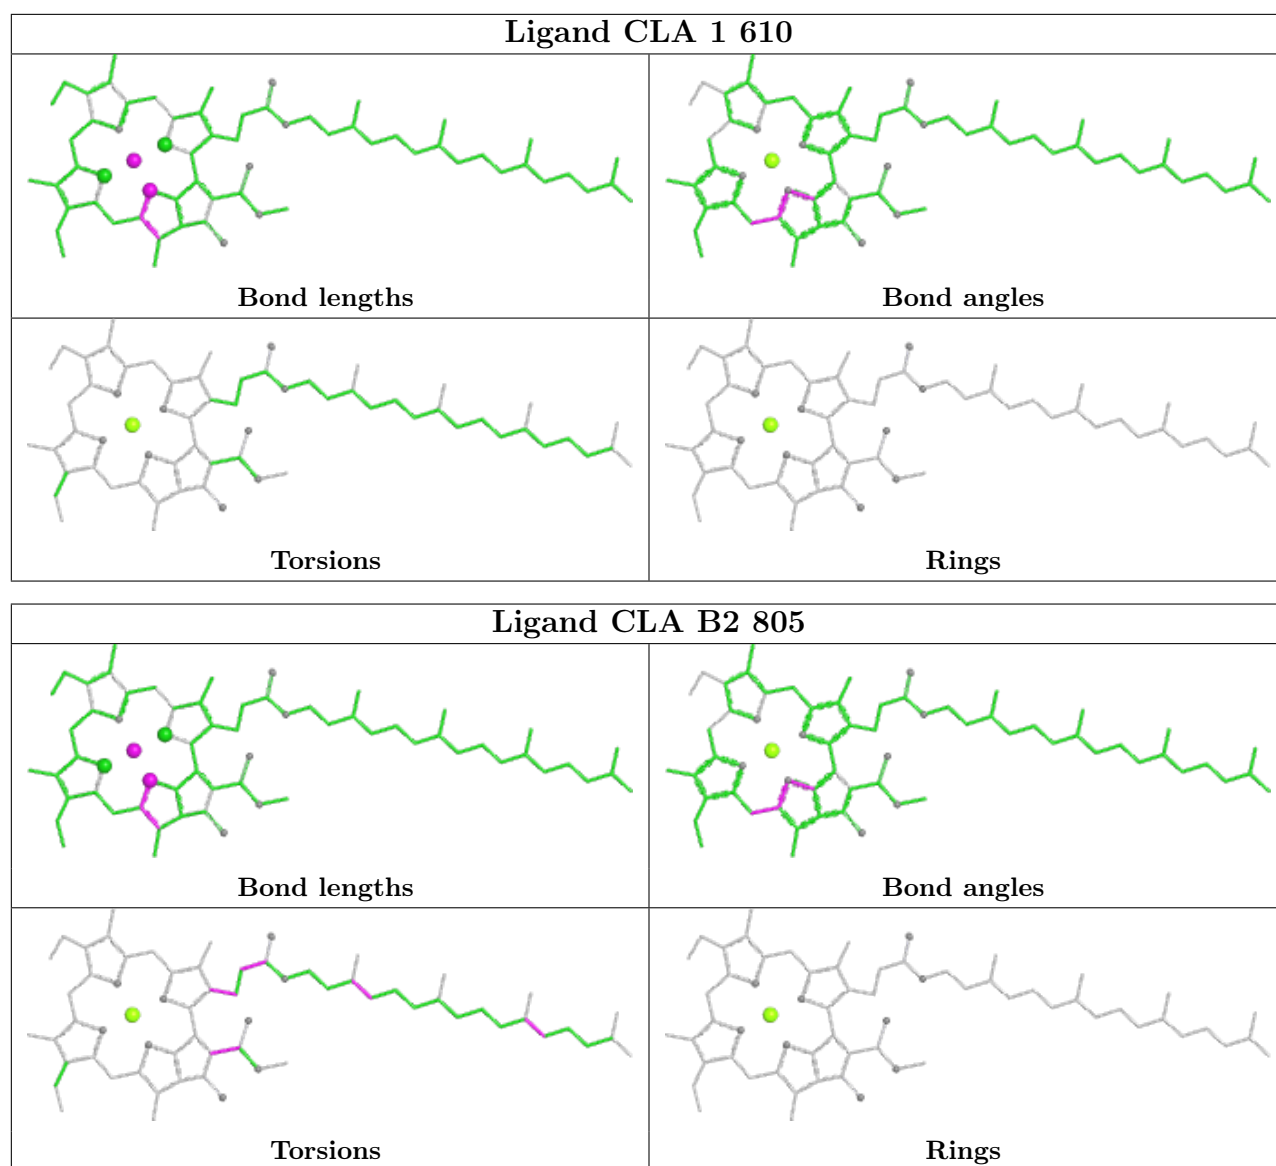 Ligand CLA 1 610
Bond lengths
Bond angles
Torsions
Rings
Ligand CLA B2 805
Bond lengths
Bond angles
Torsions
Rings